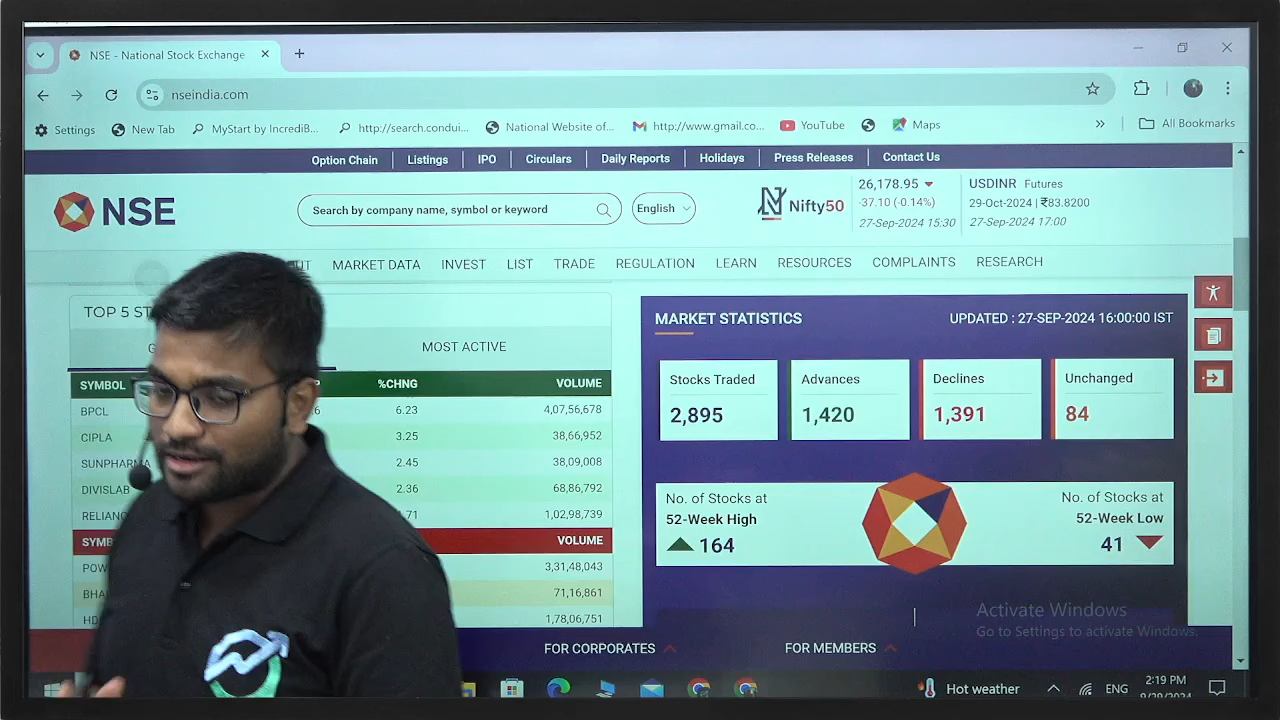 NSE - National Stock Exchange
nseindia.com
Settings New Tab MyStart by IncrediB... http://search.condui... National Website of... http://www.gmail.co... YouTube Maps » All Bookmarks
Option Chain Listings IPO Circulars Daily Reports Holidays Press Releases Contact Us
NSE
Search by company name, symbol or keyword
English
Nifty50
26,178.95
-37.10 (-0.14%)
27-Sep-2024 15:30
USDINR Futures
29-Oct-2024 | ₹83.8200
27-Sep-2024 17:00
MARKET DATA INVEST LIST TRADE REGULATION LEARN RESOURCES COMPLAINTS RESEARCH
TOP 5 ST
MOST ACTIVE
SYMBOL %CHNG VOLUME
BPCL 6.23 4,07,56,678
CIPLA 3.25 38,66,952
SUNPHARMA 2.45 38,09,008
DIVISLAB 2.36 68,86,792
RELIANC .71 1,02,98,739
SYMB VOLUME
POW 3,31,48,043
BHA 71,16,861
HD 1,78,06,751
MARKET STATISTICS
UPDATED : 27-SEP-2024 16:00:00 IST
Stocks Traded
2,895
Advances
1,420
Declines
1,391
Unchanged
84
No. of Stocks at
52-Week High
164
No. of Stocks at
52-Week Low
41
Activate Windows
Go to Settings to activate Windows.
FOR CORPORATES FOR MEMBERS
Hot weather ENG 2:19 PM